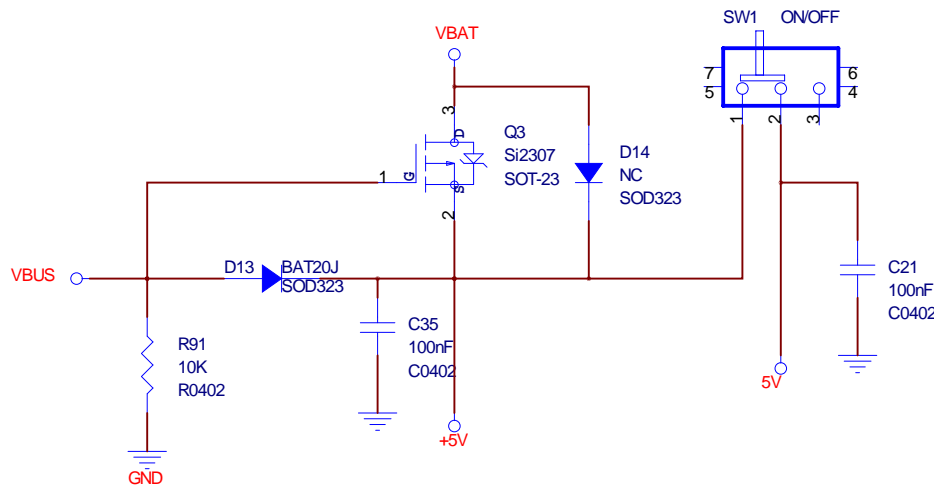 SW1 ON/OFF
VBAT
7
6
5
4
3
D
Q3
Si2307
SOT-23
1
2
3
D14
NC
SOD323
1
G
S
2
VBUS
D13
BAT20J
SOD323
C21
100nF
C0402
C35
100nF
C0402
R91
10K
R0402
5V
+5V
GND